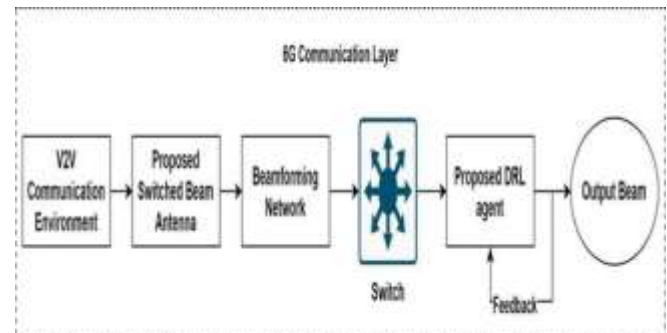 6G Communication Layer
V2V
Communication
Environment
Proposed
Switched Beam
Antenna
Beamforming
Network
Switch
Proposed DRL
agent
Feedback
Output Beam